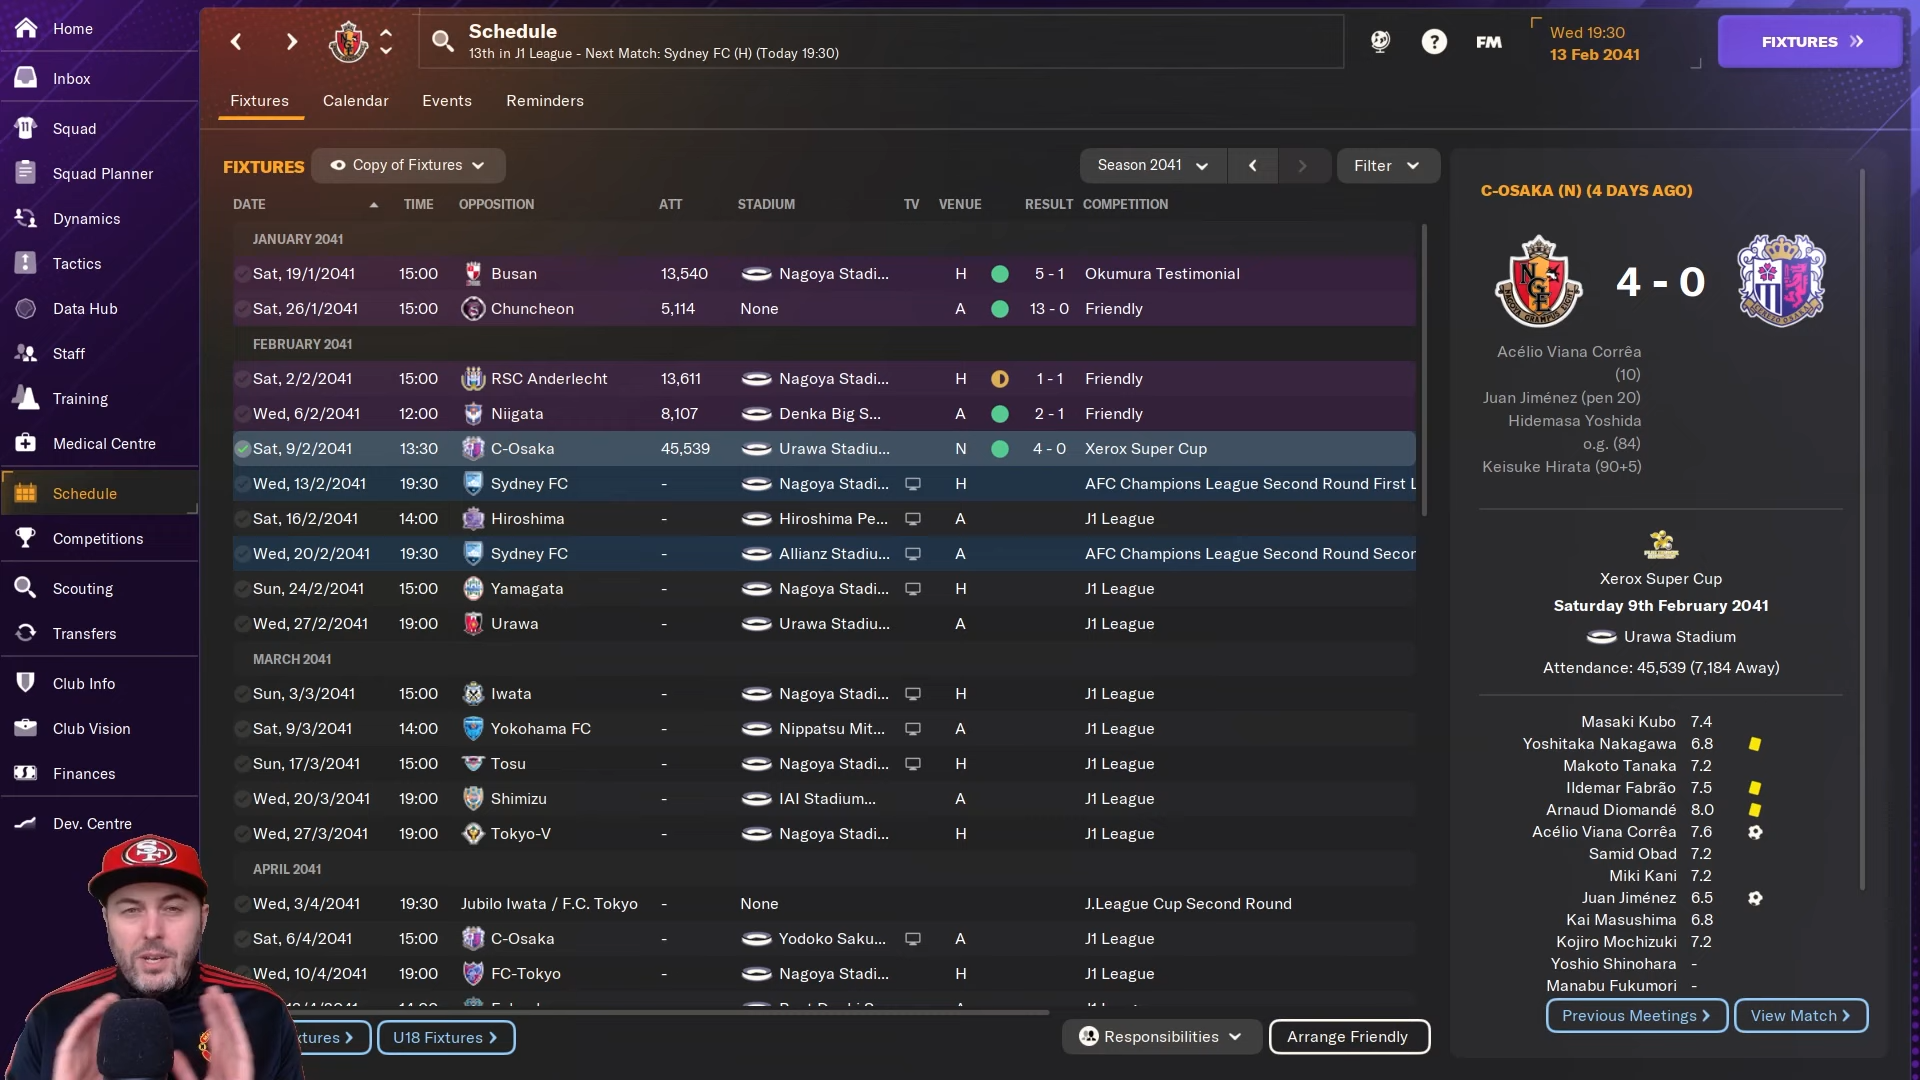 Home
Inbox
Squad
Squad Planner
Dynamics
Tactics
Data Hub
Staff
Training
Medical Centre
Schedule
Competitions
Scouting
Transfers
Club Info
Club Vision
Finances
Dev. Centre
Schedule
13th in J1 League - Next Match: Sydney FC (H) (Today 19:30)
?
FM
Wed 19:30
13 Feb 2041
FIXTURES
Fixtures Calendar Events Reminders
FIXTURES Copy of Fixtures Season 2041 Filter
DATE TIME OPPOSITION ATT STADIUM TV VENUE RESULT COMPETITION
JANUARY 2041
Sat, 19/1/2041 15:00 Busan 13,540 Nagoya Stadi... H 5 - 1 Okumura Testimonial
Sat, 26/1/2041 15:00 Chuncheon 5,114 None A 13 - 0 Friendly
FEBRUARY 2041
Sat, 2/2/2041 15:00 RSC Anderlecht 13,611 Nagoya Stadi... H 1 - 1 Friendly
Wed, 6/2/2041 12:00 Niigata 8,107 Denka Big S... A 2 - 1 Friendly
Sat, 9/2/2041 13:30 C-Osaka 45,539 Urawa Stadiu... N 4 - 0 Xerox Super Cup
Wed, 13/2/2041 19:30 Sydney FC - Nagoya Stadi... H AFC Champions League Second Round First L
Sat, 16/2/2041 14:00 Hiroshima - Hiroshima Pe... A J1 League
Wed, 20/2/2041 19:30 Sydney FC - Allianz Stadiu... A AFC Champions League Second Round Secor
Sun, 24/2/2041 15:00 Yamagata - Nagoya Stadi... H J1 League
Wed, 27/2/2041 19:00 Urawa - Urawa Stadiu... A J1 League
MARCH 2041
Sun, 3/3/2041 15:00 Iwata - Nagoya Stadi... H J1 League
Sat, 9/3/2041 14:00 Yokohama FC - Nippatsu Mit... A J1 League
Sun, 17/3/2041 15:00 Tosu - Nagoya Stadi... H J1 League
Wed, 20/3/2041 19:00 Shimizu - IAI Stadium... A J1 League
Wed, 27/3/2041 19:00 Tokyo-V - Nagoya Stadi... H J1 League
APRIL 2041
Wed, 3/4/2041 19:30 Jubilo Iwata / F.C. Tokyo - None J.League Cup Second Round
Sat, 6/4/2041 15:00 C-Osaka - Yodoko Saku... A J1 League
Wed, 10/4/2041 19:00 FC-Tokyo - Nagoya Stadi... H J1 League
U18 Fixtures
Responsibilities
Arrange Friendly
C-OSAKA (N) (4 DAYS AGO)
4 - 0
Acélio Viana Corrêa
(10)
Juan Jiménez (pen 20)
Hidemasa Yoshida
o.g. (84)
Keisuke Hirata (90+5)
Xerox Super Cup
Saturday 9th February 2041
Urawa Stadium
Attendance: 45,539 (7,184 Away)
Masaki Kubo 7.4
Yoshitaka Nakagawa 6.8
Makoto Tanaka 7.2
Ildemar Fabrão 7.5
Arnaud Diomandé 8.0
Acélio Viana Corrêa 7.6
Samid Obad 7.2
Miki Kani 7.2
Juan Jiménez 6.5
Kai Masushima 6.8
Kojiro Mochizuki 7.2
Yoshio Shinohara -
Manabu Fukumori -
Previous Meetings
View Match